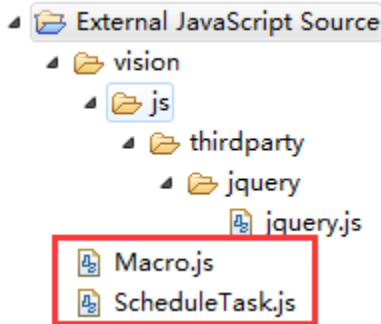 External JavaScript Source
vision
js
thirdparty
jquery
jquery.js
Macro.js
ScheduleTask.js